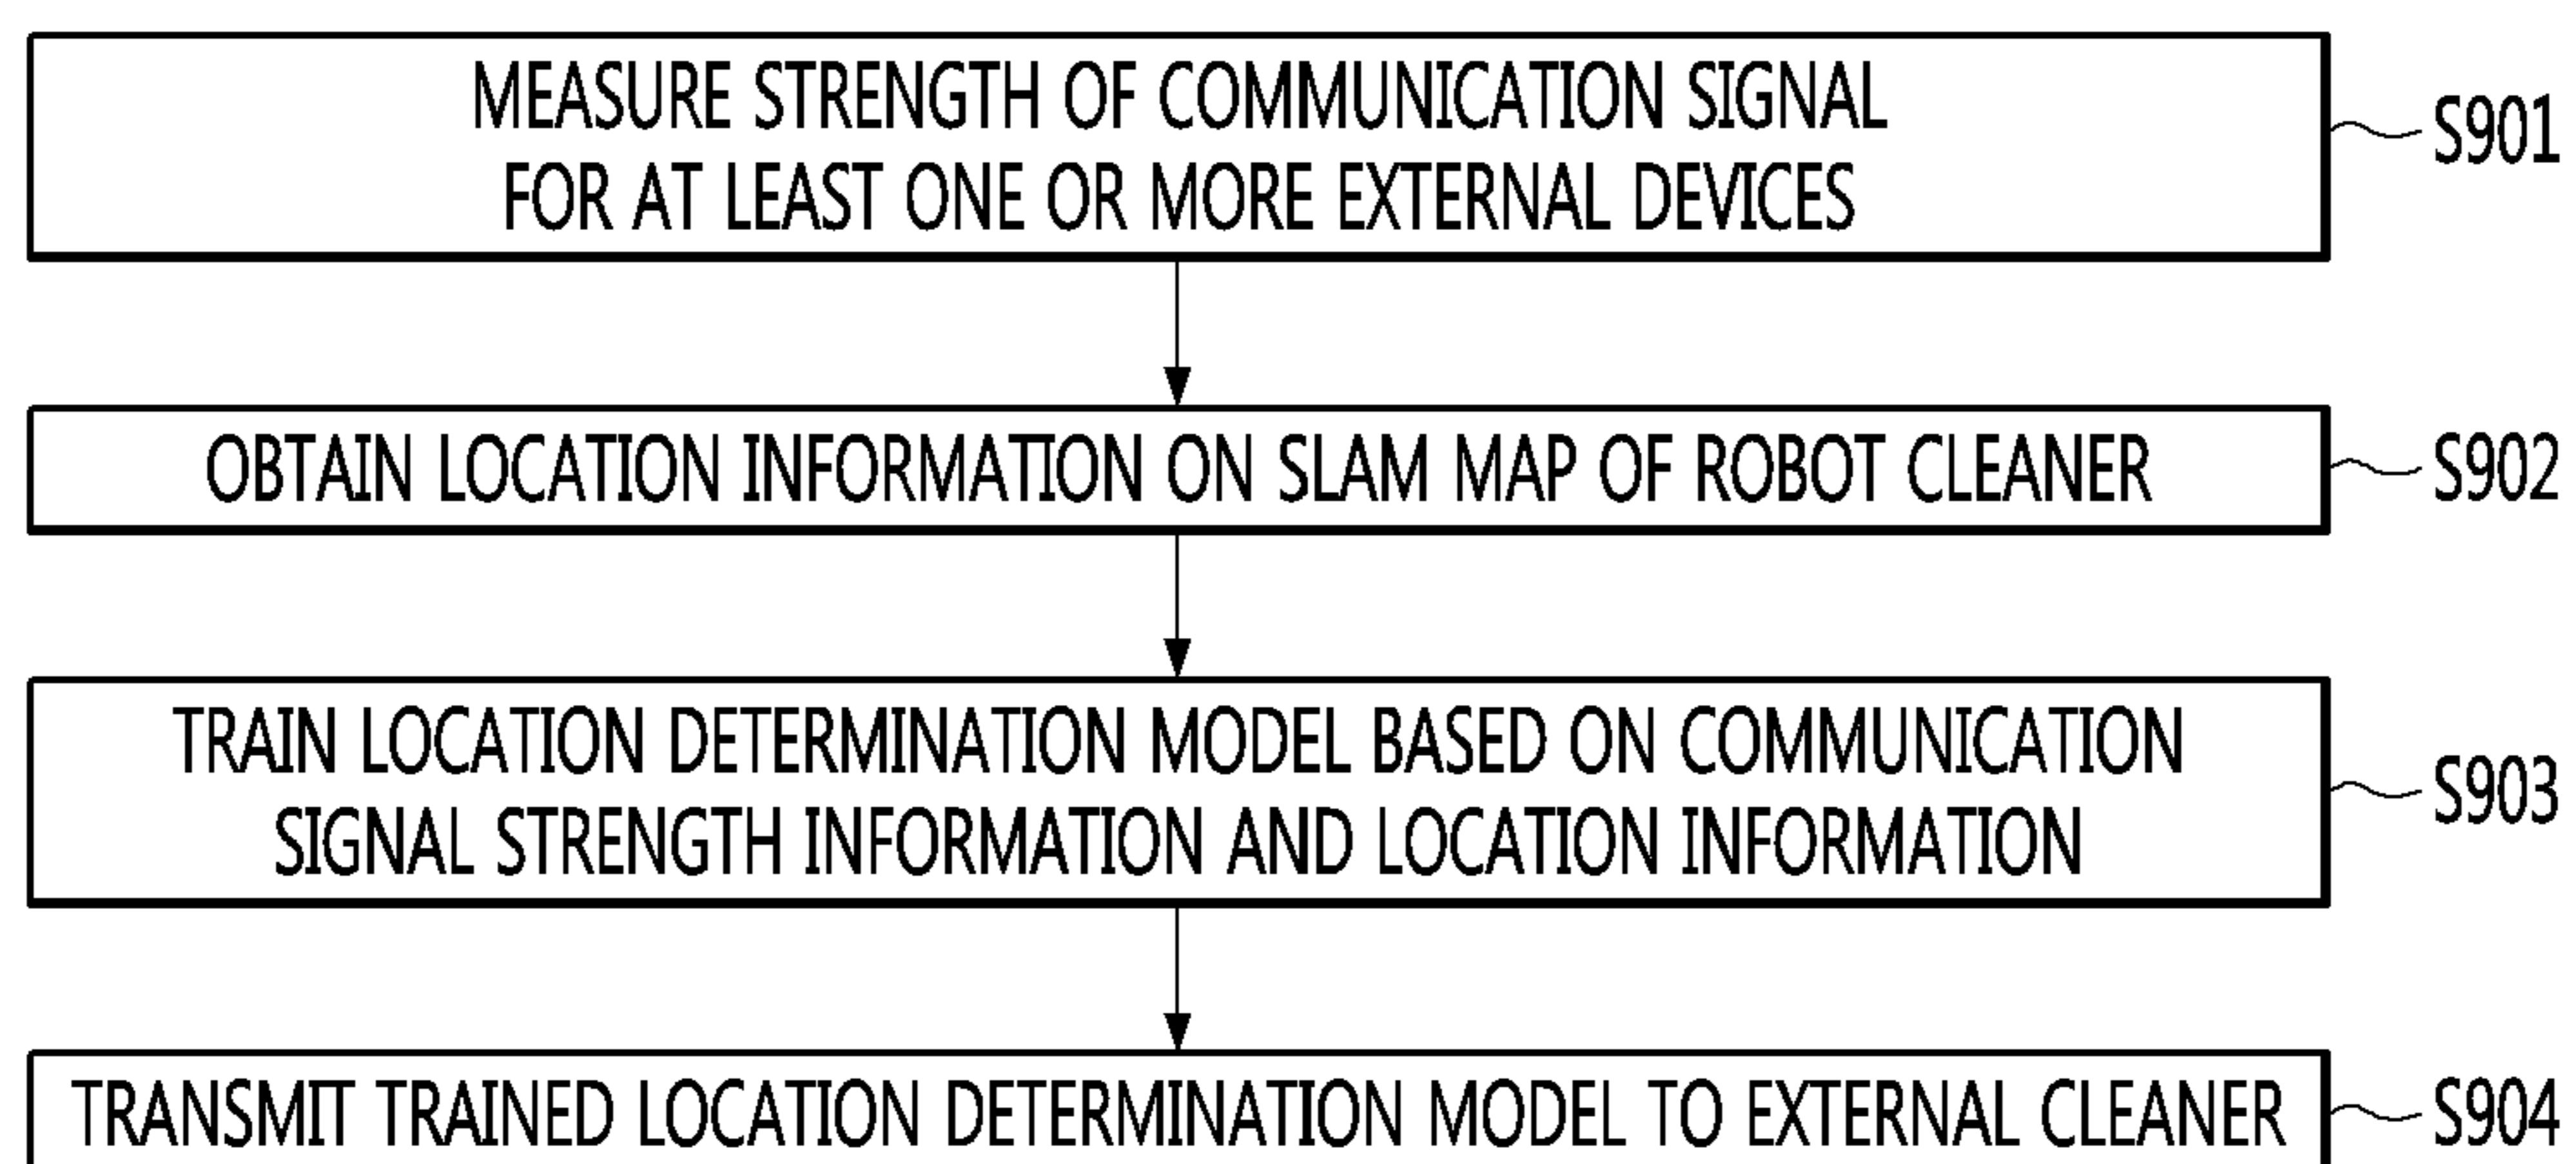 MEASURE STRENGTH OF COMMUNICATION SIGNAL
FOR AT LEAST ONE OR MORE EXTERNAL DEVICES
S901
OBTAIN LOCATION INFORMATION ON SLAM MAP OF ROBOT CLEANER
S902
TRAIN LOCATION DETERMINATION MODEL BASED ON COMMUNICATION
SIGNAL STRENGTH INFORMATION AND LOCATION INFORMATION
S903
TRANSMIT TRAINED LOCATION DETERMINATION MODEL TO EXTERNAL CLEANER
S904